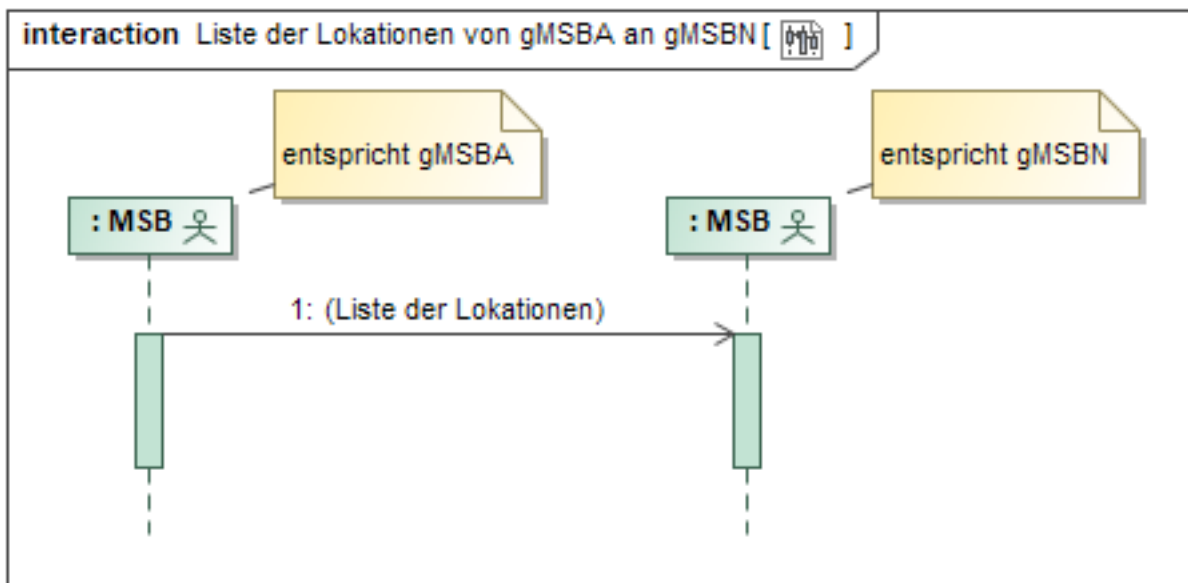 interaction Liste der Lokationen von gMSBA an gMSBN [ ]
entspricht gMSBA
entspricht gMSBN
: MSB
: MSB
1: (Liste der Lokationen)